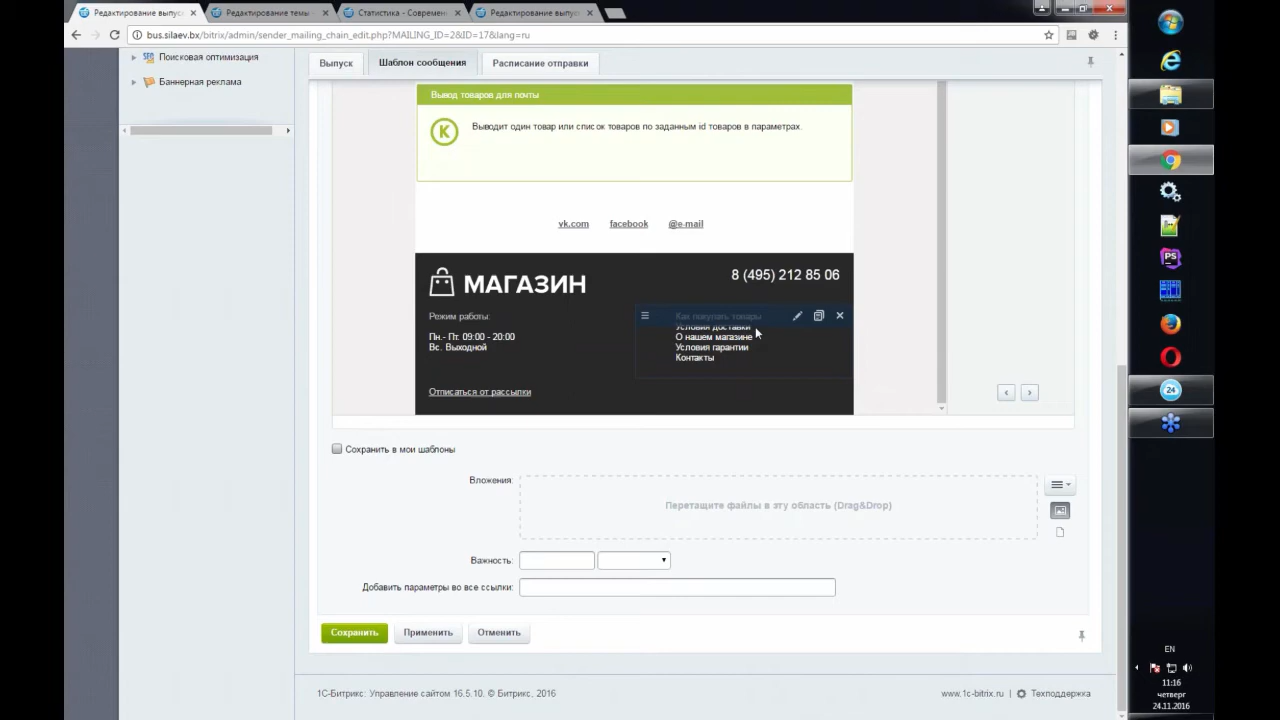 Редактирование выпус
Редактирование темы
Статистика - Современ
Редактирование выпу
bus.silaev.bx/bitrix/admin/sender_mailing_chain_edit.php?MAILING_ID=2&ID=17&lang=ru
Поисковая оптимизация
Баннерная реклама
Выпуск
Шаблон сообщения
Расписание отправки
Вывод товаров для почты
K
Выводит один товар или список товаров по заданным id товаров в параметрах.
vk.com facebook @e-mail
МАГАЗИН
8 (495) 212 85 06
Режим работы:
Пн.- Пт. 09:00 - 20:00
Вс. Выходной
Как покупать товары
Условия доставки
О нашем магазине
Условия гарантии
Контакты
Отписаться от рассылки
Сохранить в мои шаблоны
Вложения:
Перетащите файлы в эту область (Drag&Drop)
Важность:
Добавить параметры во все ссылки:
Сохранить
Применить
Отменить
1С-Битрикс: Управление сайтом 16.5.10. © Битрикс, 2016
www.1c-bitrix.ru | Техподдержка
PS
24
EN
11:16
четверг
24.11.2016